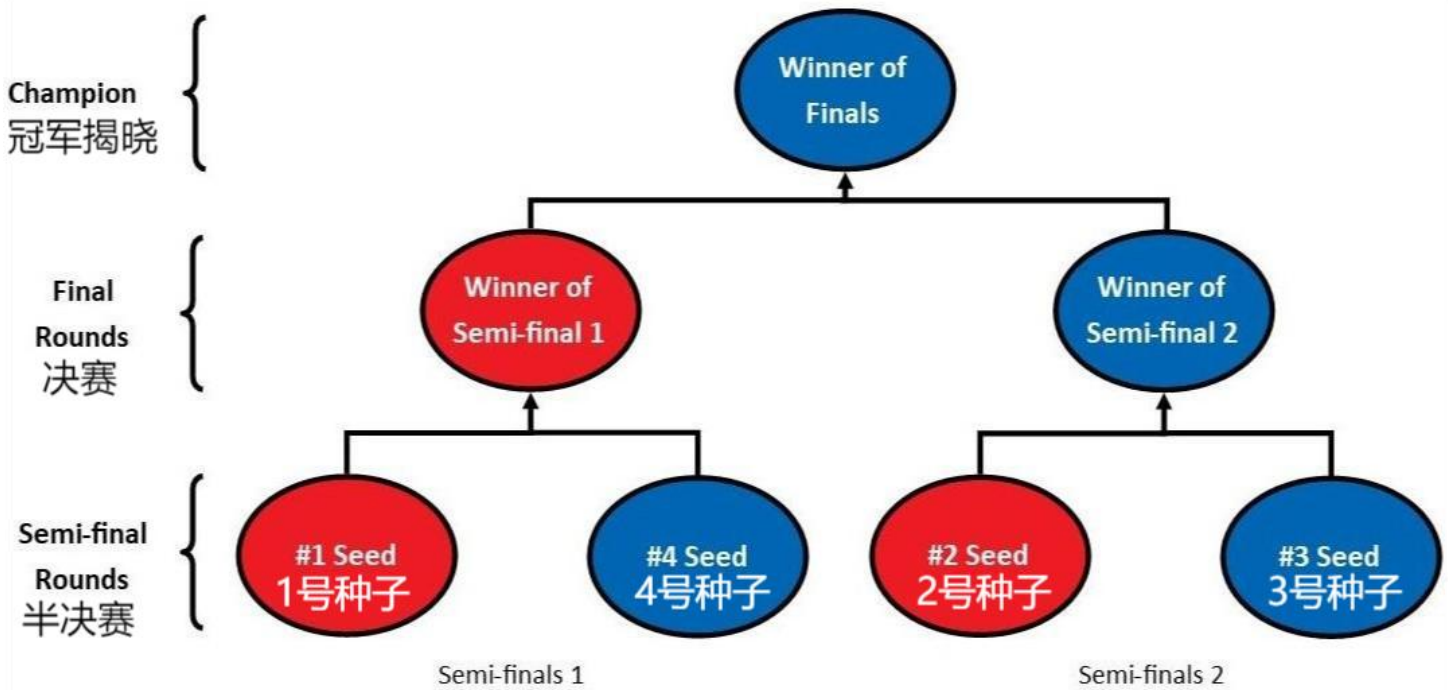 Champion
冠军揭晓
Winner of
Finals
Final
Rounds
决赛
Winner of
Semi-final 1
Winner of
Semi-final 2
Semi-final
Rounds
半决赛
#1 Seed
1号种子
#4 Seed
4号种子
#2 Seed
2号种子
#3 Seed
3号种子
Semi-finals 1
Semi-finals 2